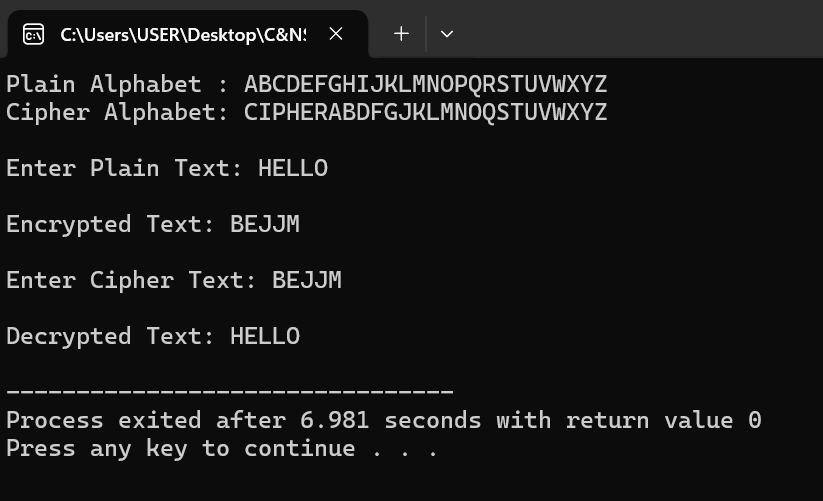 C:\Users\USER\Desktop\C&NS
Plain Alphabet : ABCDEFGHIJKLMNOPQRSTUVWXYZ
Cipher Alphabet: CIPHERABDFGJKLMNOQSTUVWXYZ
Enter Plain Text: HELLO
Encrypted Text: BEJJM
Enter Cipher Text: BEJJM
Decrypted Text: HELLO
--------------------------------
Process exited after 6.981 seconds with return value 0
Press any key to continue . . .